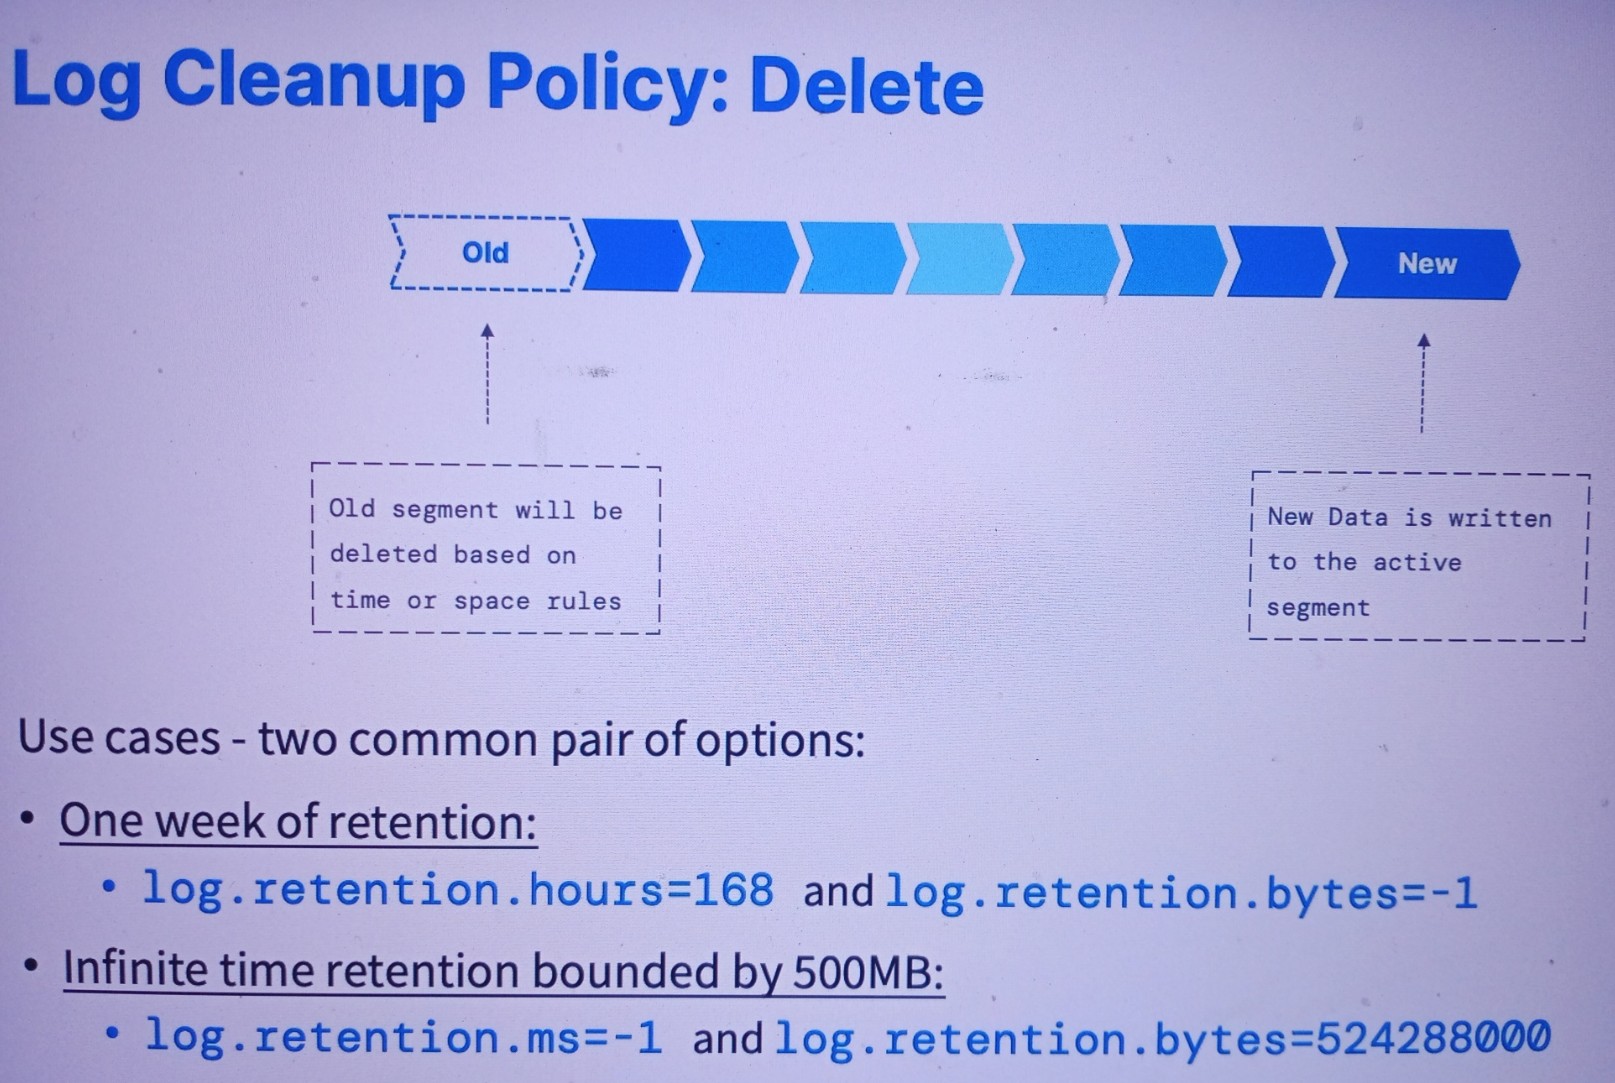 Log Cleanup Policy: Delete
Old
New
Old segment will be
deleted based on
time or space rules
New Data is written
to the active
segment
Use cases - two common pair of options:
• One week of retention:
• log.retention.hours=168 and log.retention.bytes=-1
• Infinite time retention bounded by 500MB:
• log.retention.ms=-1 and log.retention.bytes=524288000